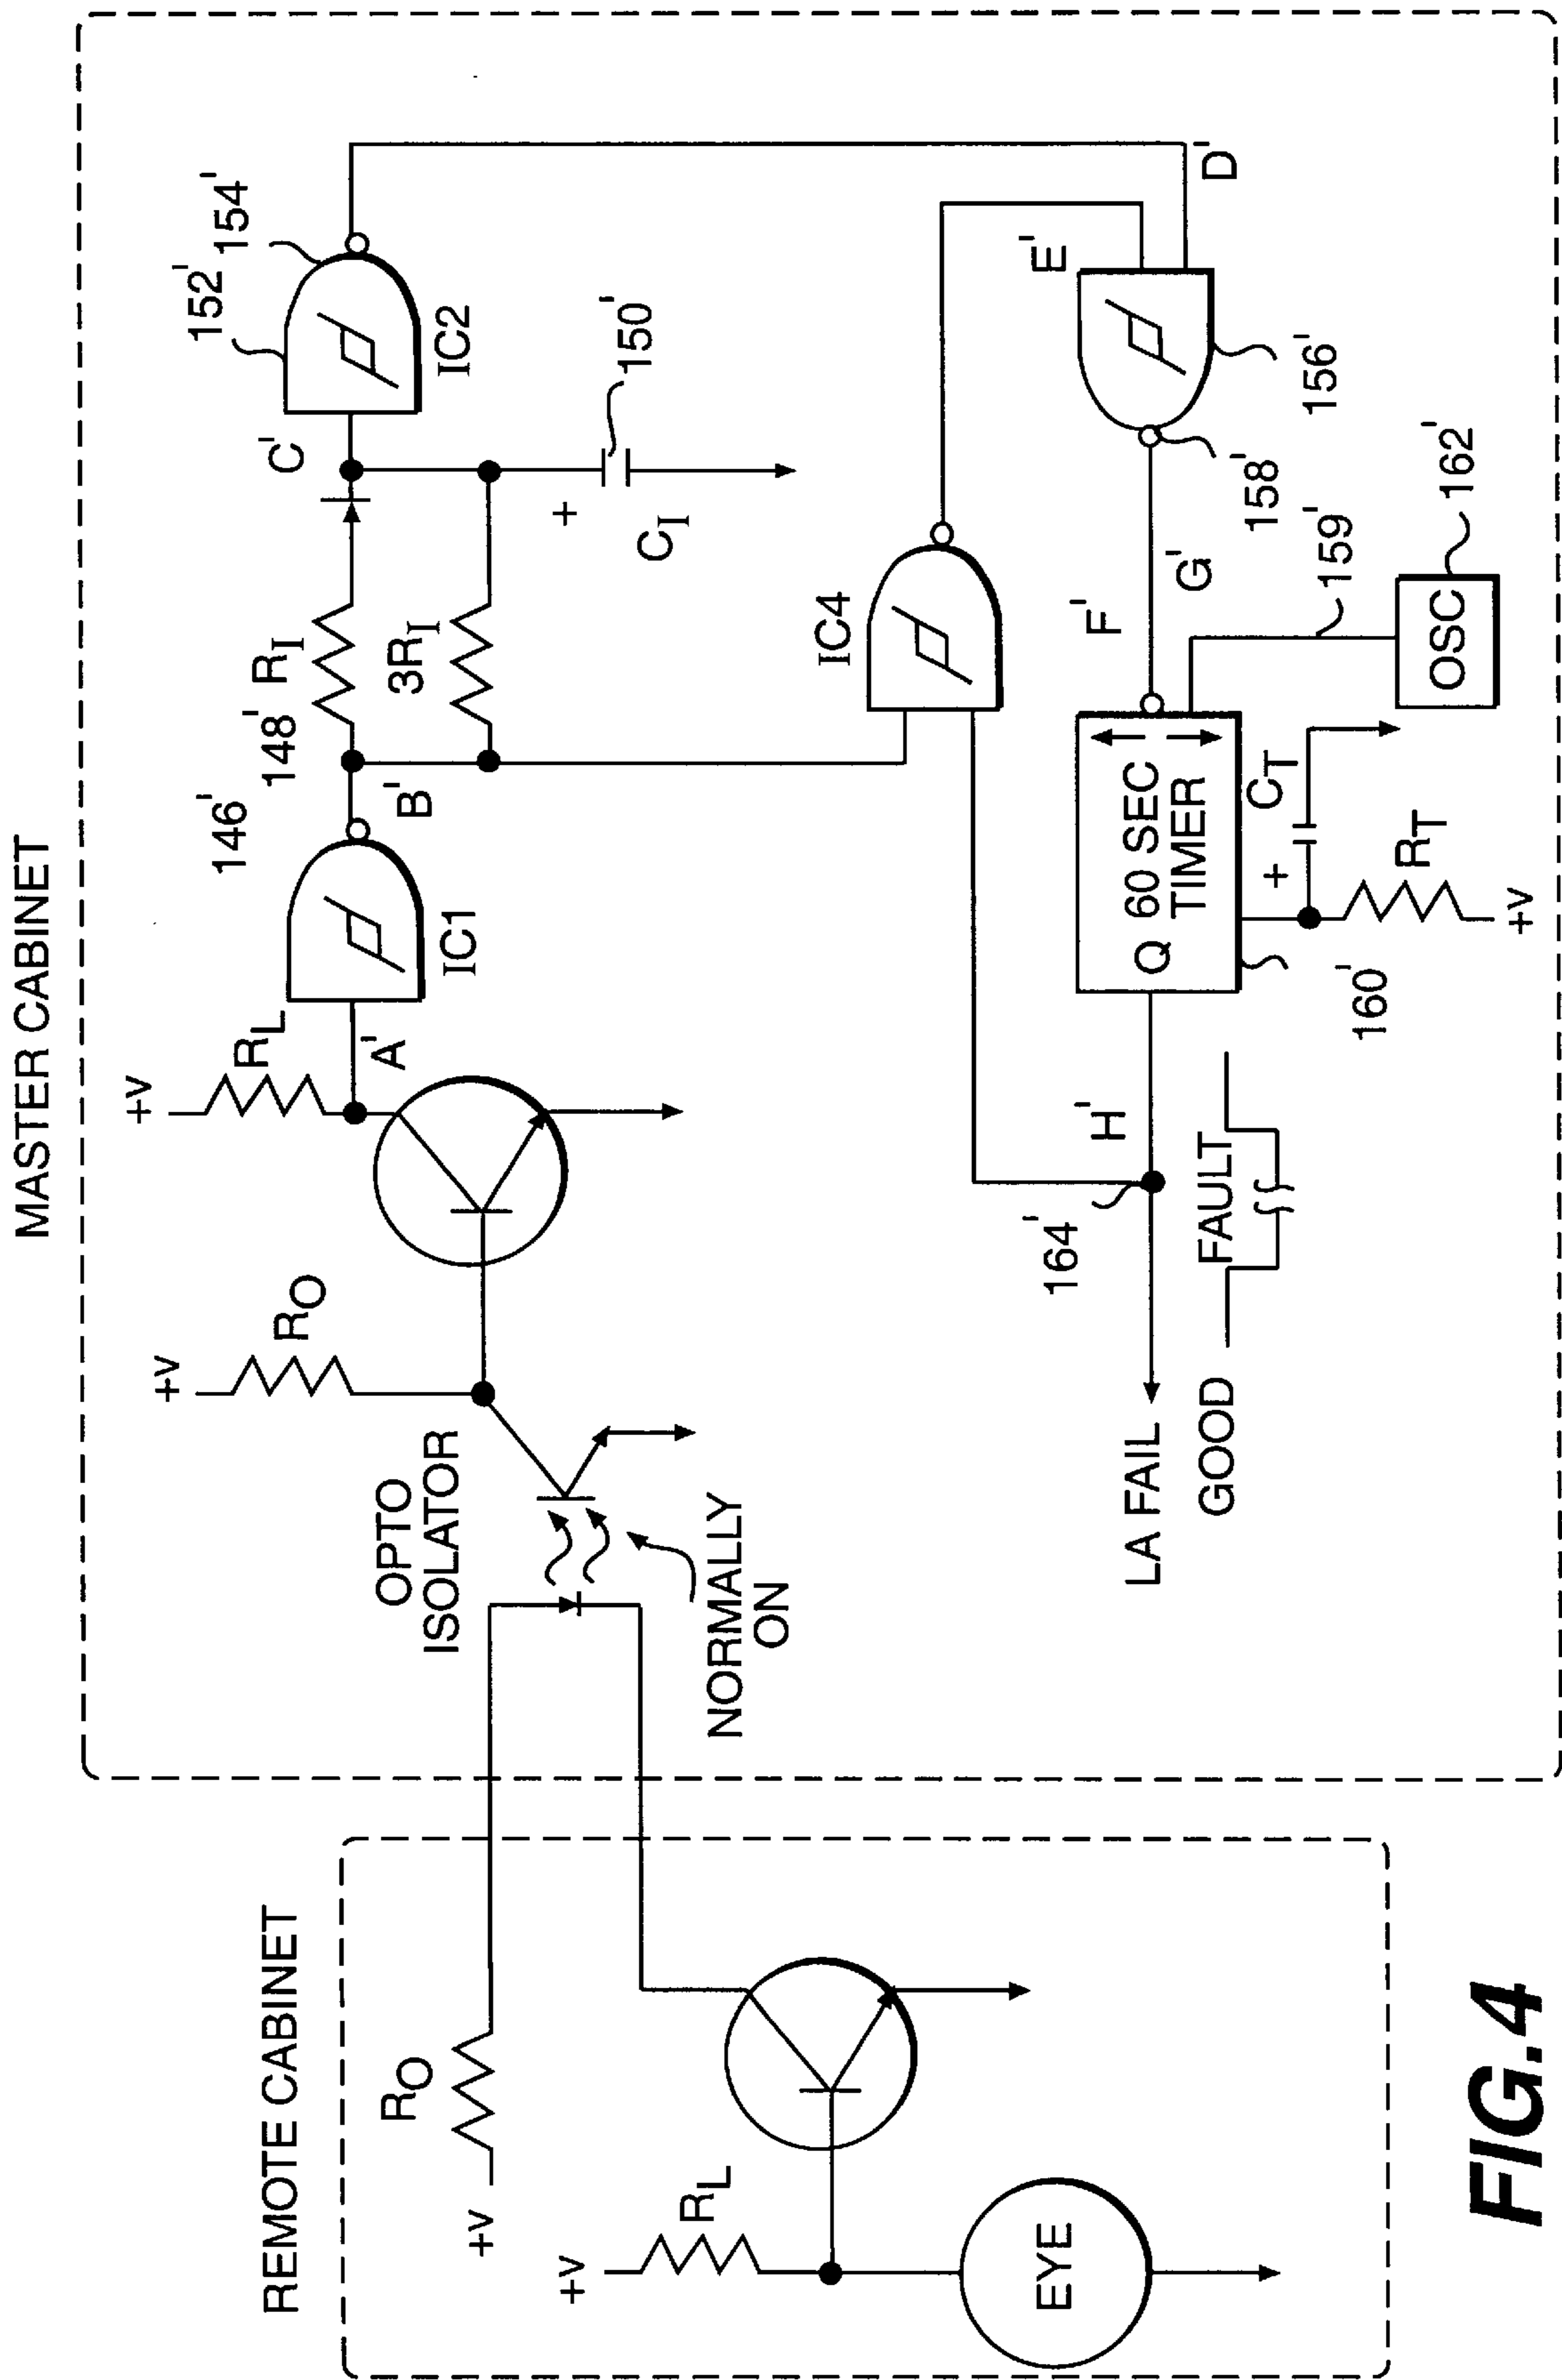 REMOTE CABINET
+V
R_O
+V
R_L
EYE
MASTER CABINET
OPTO
ISOLATOR
NORMALLY
ON
+V
R_O
+V
R_L
A'
IC1
146'
B'
148'
R_I
3R_I
C'
+
C_I
150'
152'
154'
IC2
IC4
D'
E'
156'
158'
G'
F'
159'
OSC
162'
Q 60 SEC
TIMER
160'
+
C_T
R_T
+V
H'
164'
LA FAIL
GOOD
FAULT
FIG.4